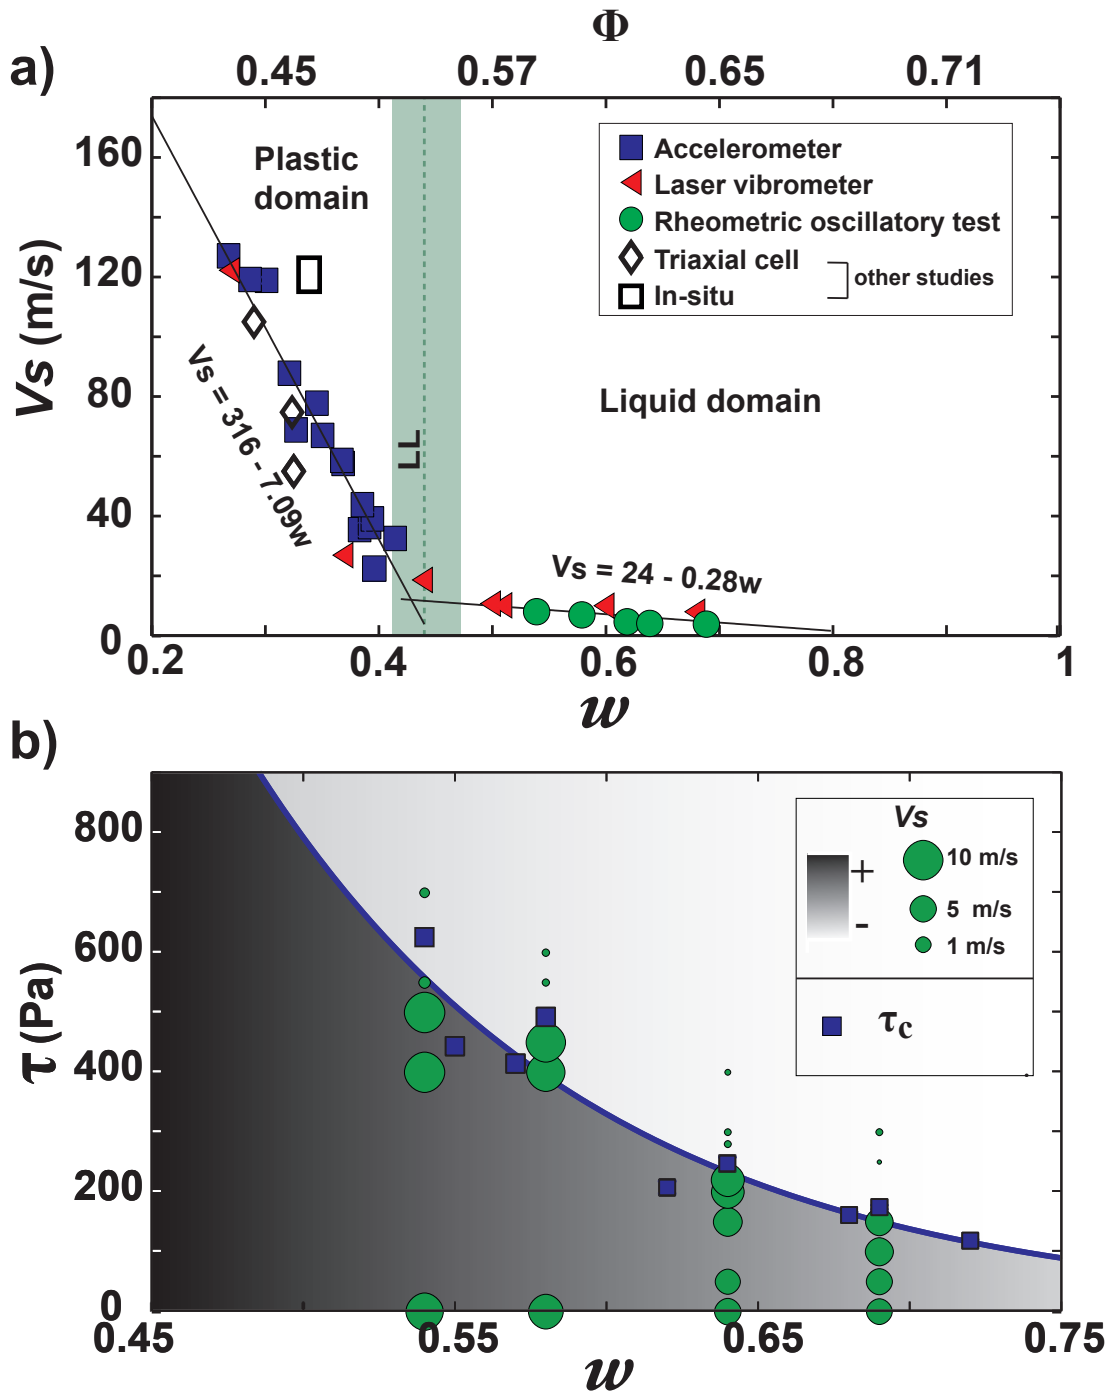 a)
Φ
0.45 0.57 0.65 0.71
160
120
80
40
0
Vs (m/s)
Plastic
domain
Accelerometer
Laser vibrometer
Rheometric oscillatory test
Triaxial cell
In-situ
other studies
Liquid domain
LL
Vs = 316 - 7.09w
Vs = 24 - 0.28w
0.2 0.4 0.6 0.8 1
w
b)
800
600
400
200
0
τ (Pa)
Vs
+
-
10 m/s
5 m/s
1 m/s
τc
0.45 0.55 0.65 0.75
w